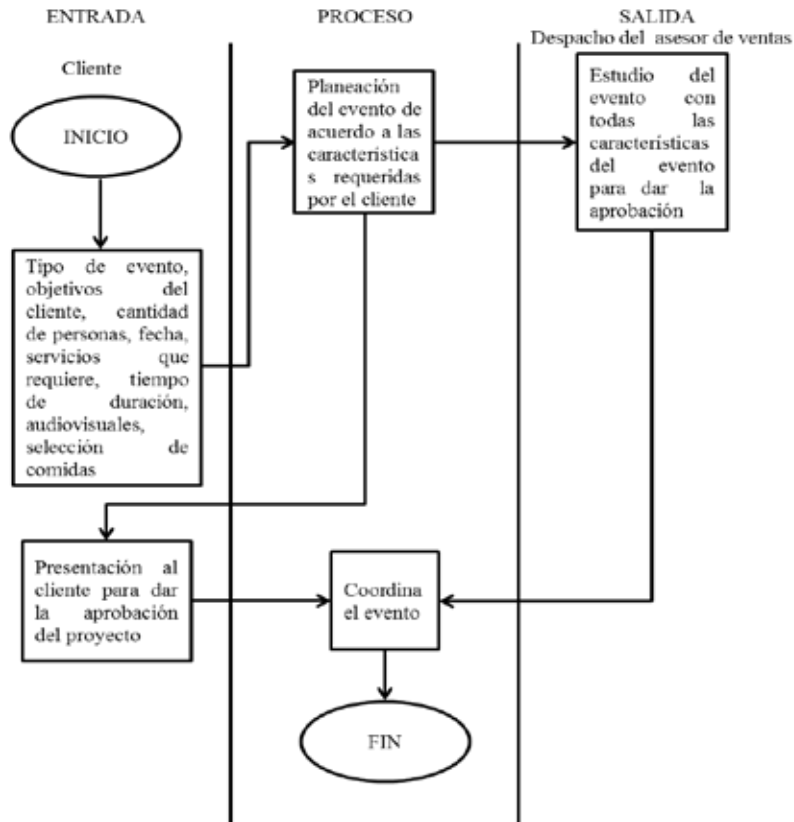 ENTRADA
PROCESO
SALIDA
Despacho del asesor de ventas
Cliente
INICIO
Planeación
del evento de
acuerdo a las
característica
s requeridas
por el cliente
Estudio del
evento con
todas las
características
del evento
para dar la
aprobación
Tipo de evento,
objetivos del
cliente, cantidad
de personas, fecha,
servicios que
requiere, tiempo
de duración,
audiovisuales,
selección de
comidas
Presentación al
cliente para dar
la aprobación
del proyecto
Coordina
el evento
FIN